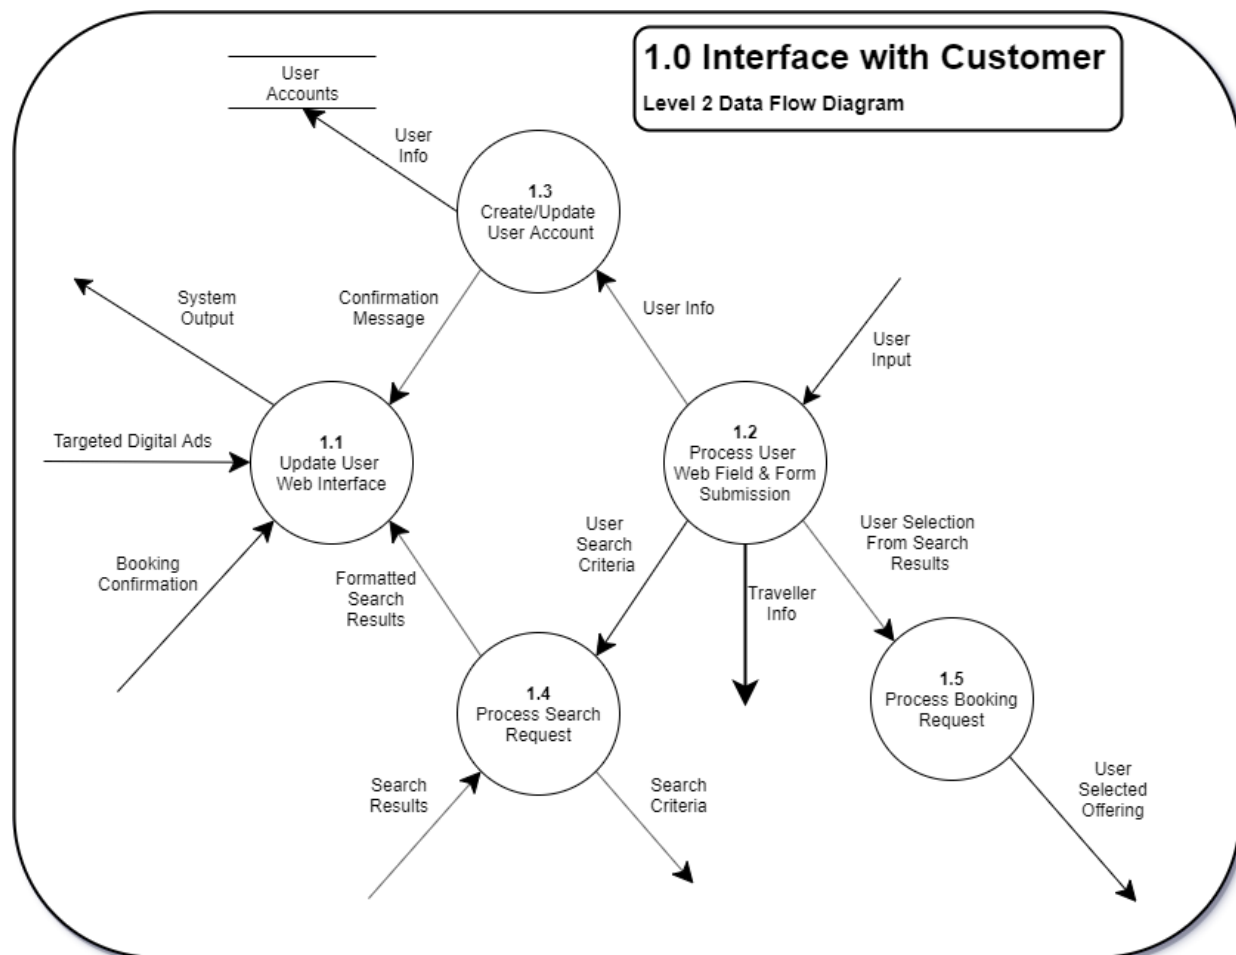 1.0 Interface with Customer
Level 2 Data Flow Diagram
User
Accounts
User
Info
1.3
Create/Update
User Account
System
Output
Confirmation
Message
User Info
User
Input
Targeted Digital Ads
1.1
Update User
Web Interface
1.2
Process User
Web Field & Form
Submission
Booking
Confirmation
Formatted
Search
Results
User
Search
Criteria
Traveller
Info
User Selection
From Search
Results
1.4
Process Search
Request
1.5
Process Booking
Request
Search
Results
Search
Criteria
User
Selected
Offering